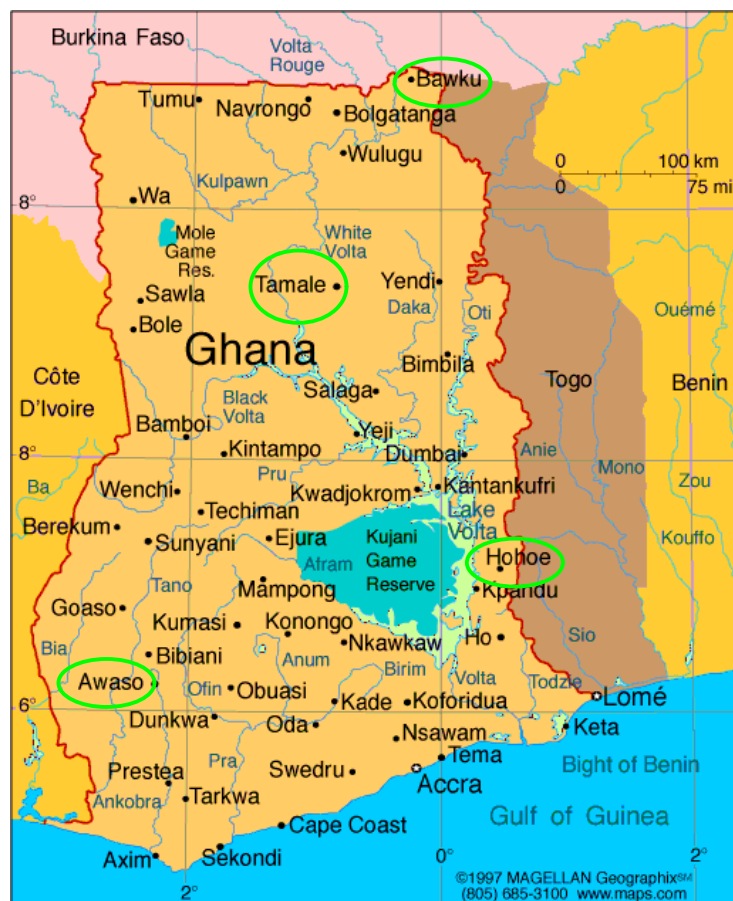 Burkina Faso
Volta
Rouge
Bawku
Tumu
Navrongo
Bolgatanga
0 100 km
0 75 mi
Wulugu
Kulpawn
Wa
8°
Mole
Game
Res.
White
Volta
Tamale
Yendi
Sawla
Daka
Oti
Ouémé
Bole
Ghana
Bimbila
Côte
D'Ivoire
Togo
Benin
Salaga
Black
Volta
Bamboi
Yeji
Kintampo
Dumbai
Anie
8°
Pru
Mono
Zou
Ba
Wenchi
Kwadjokrom
Kantankufri
Techiman
Lake
Volta
Berekum
Sunyani
Ejura
Kujani
Game
Reserve
Kouffo
Afram
Hohoe
Tano
Mampong
Kpandu
Goaso
Kumasi
Konongo
Nkawkaw
Ho
Sio
Bia
Bibiani
Anum
Birim
Awaso
Ofin
Obuasi
Volta
Todzie
Lomé
Kade
Koforidua
6°
Dunkwa
Oda
Nsawam
Keta
Tema
Prestea
Pra
Swedru
Accra
Bight of Benin
Ankobra
Tarkwa
Gulf of Guinea
Cape Coast
Axim
Sekondi
0°
2°
2°
©1997 MAGELLAN Geographix℠
(805) 685-3100 www.maps.com